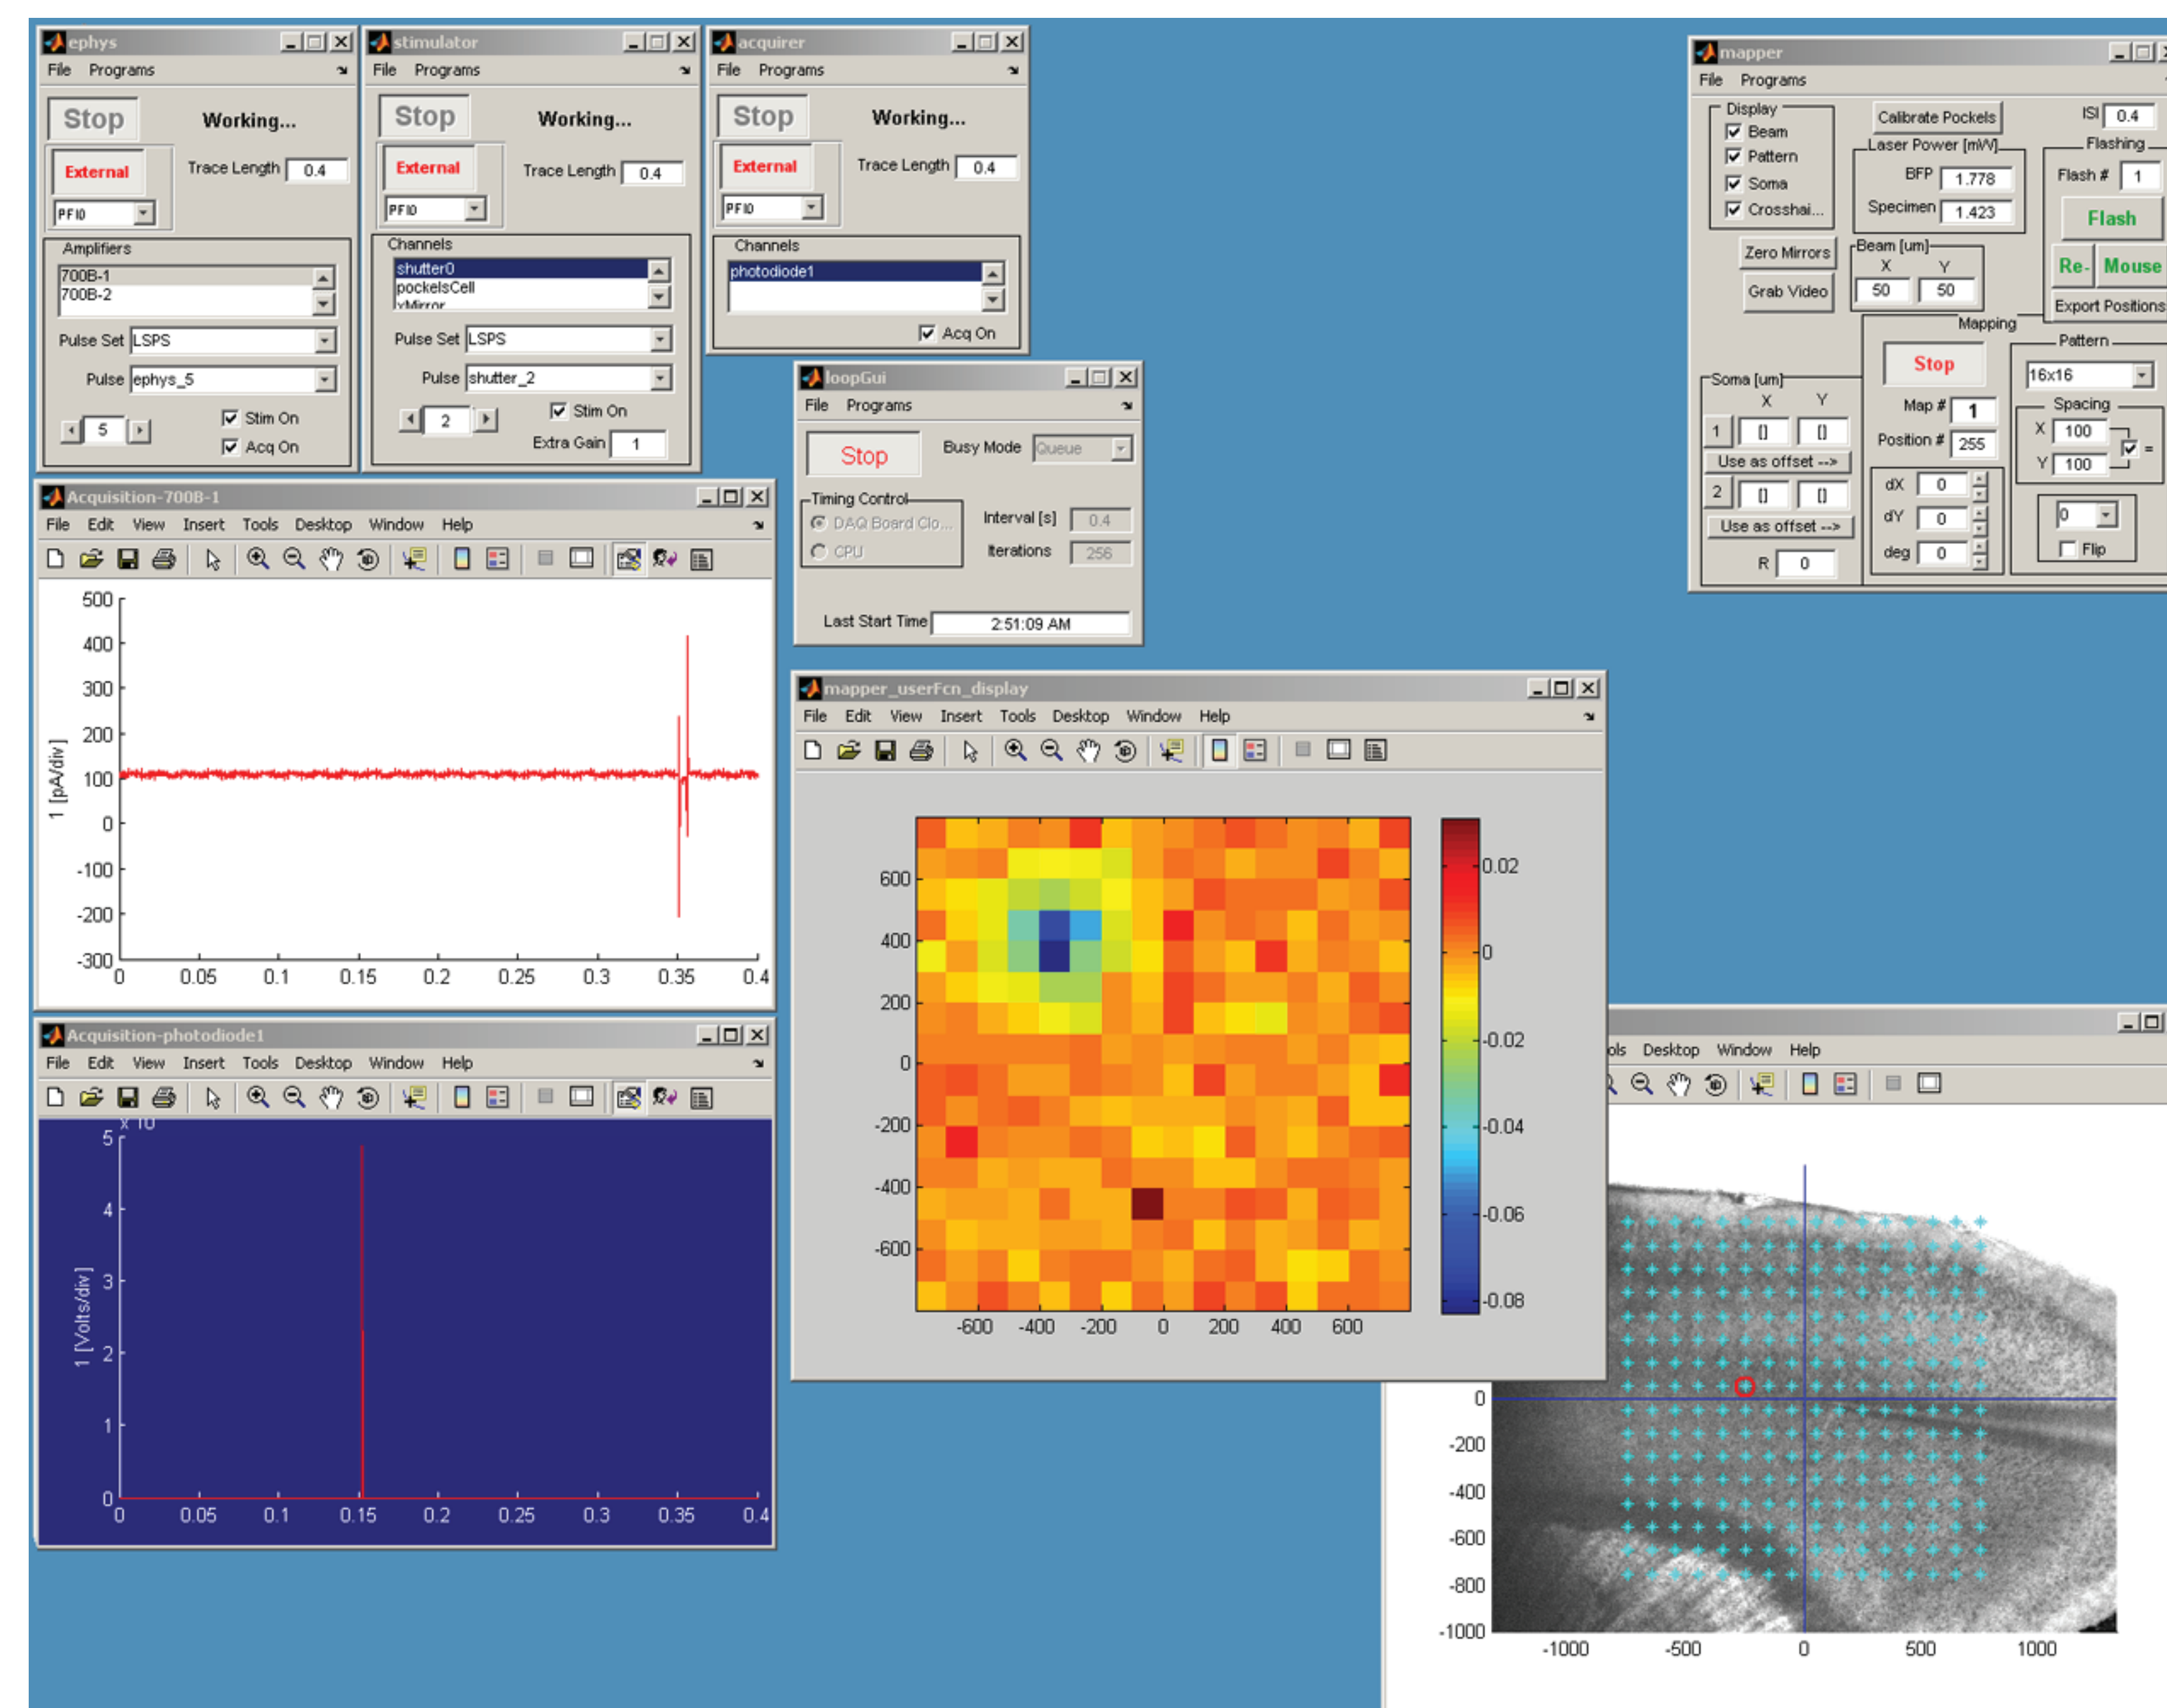 ephys
File Programs
Stop Working...
External Trace Length 0.4
PFI0
Amplifiers
700B-1
700B-2
Pulse Set LSPS
Pulse ephys_5
5 Stim On
Acq On
stimulator
File Programs
Stop Working...
External Trace Length 0.4
PFI0
Channels
shutter0
pockelsCell
xMirror
Pulse Set LSPS
Pulse shutter_2
2 Stim On
Extra Gain 1
acquirer
File Programs
Stop Working...
External Trace Length 0.4
PFI0
Channels
photodiode1
Acq On
loopGui
File Programs
Stop Busy Mode Queue
Timing Control
DAQ Board Clo... Interval [s] 0.4
CPU Iterations 256
Last Start Time 2:51:09 AM
mapper
File Programs
Display
Beam
Pattern
Soma
Crosshai...
Calibrate Pockels
ISI 0.4
Laser Power [mW]
BFP 1.778
Specimen 1.423
Flashing
Flash # 1
Flash
Re- Mouse
Export Positions
Zero Mirrors
Grab Video
Beam [um]
X Y
50 50
Mapping
Stop
Map # 1
Position # 255
dX 0
dY 0
deg 0
Pattern
16x16
Spacing
X 100
Y 100
=
0
Flip
Soma [um]
X Y
1 [] []
Use as offset -->
2 [] []
Use as offset -->
R 0
Acquisition-700B-1
File Edit View Insert Tools Desktop Window Help
1 [pA/div]
500
400
300
200
100
0
-100
-200
-300
0 0.05 0.1 0.15 0.2 0.25 0.3 0.35 0.4
Acquisition-photodiode1
File Edit View Insert Tools Desktop Window Help
x 10
1 [Volts/div]
5
4
3
2
1
0
0 0.05 0.1 0.15 0.2 0.25 0.3 0.35 0.4
mapper_userFcn_display
File Edit View Insert Tools Desktop Window Help
600
400
200
0
-200
-400
-600
-600 -400 -200 0 200 400 600
0.02
0
-0.02
-0.04
-0.06
-0.08
ols Desktop Window Help
0
-200
-400
-600
-800
-1000
-1000 -500 0 500 1000